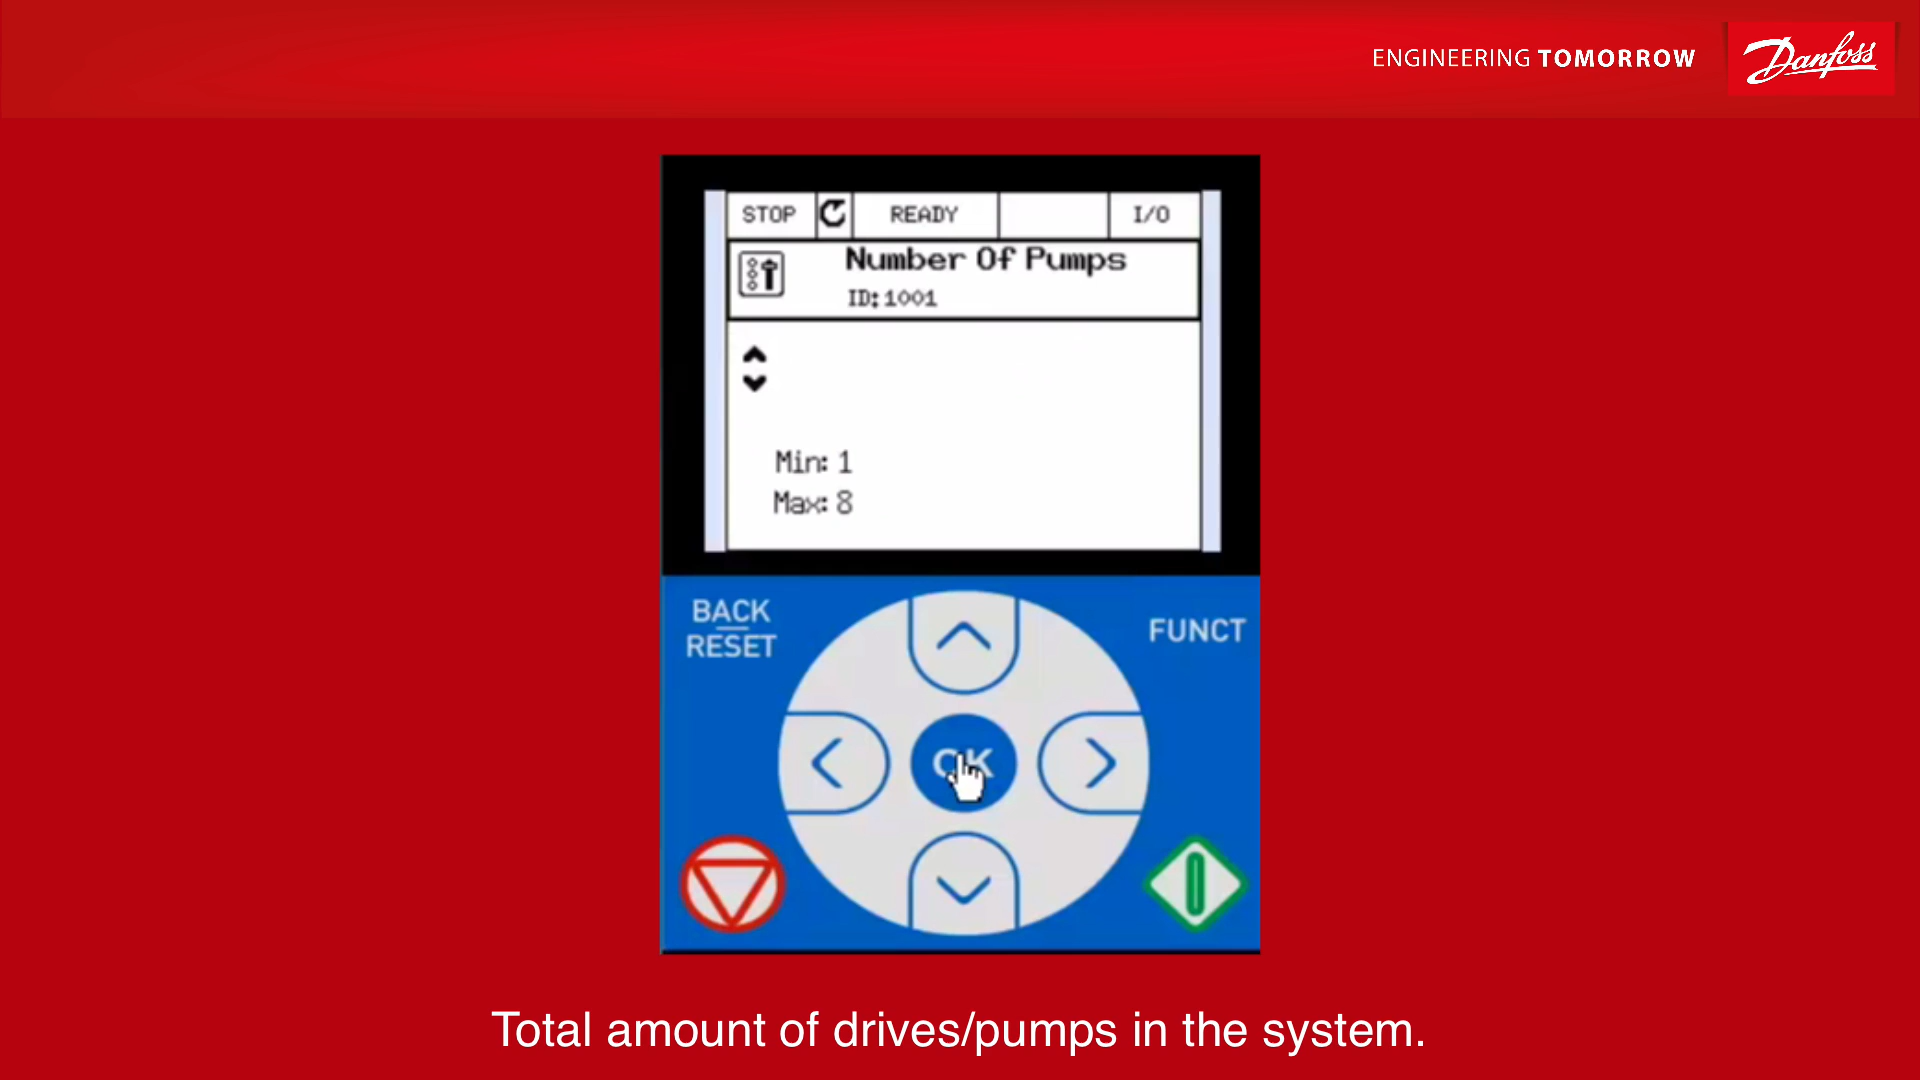 ENGINEERING TOMORROW
Danfoss
STOP READY I/O
Number Of Pumps
ID:1001
Min: 1
Max: 8
BACK
RESET
FUNCT
OK
Total amount of drives/pumps in the system.